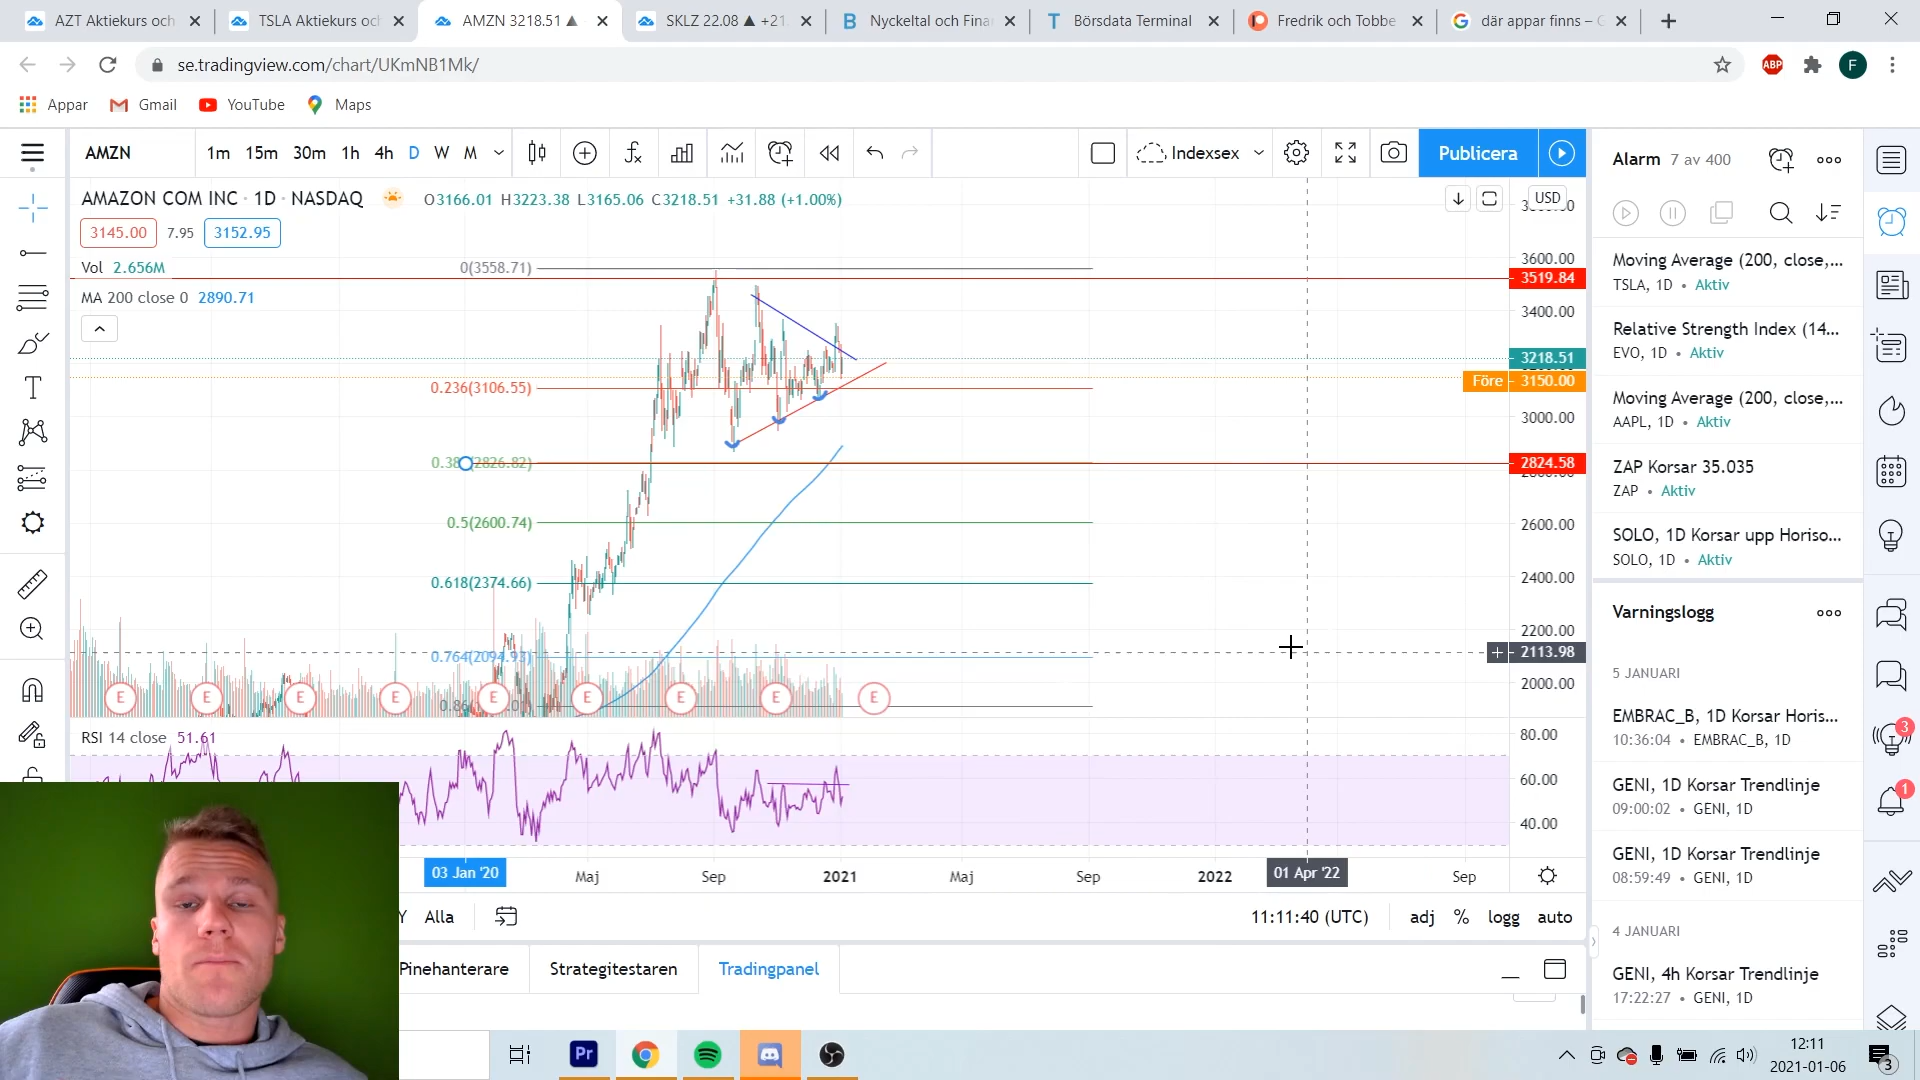 AZT Aktiekurs och
TSLA Aktiekurs och
AMZN 3218.51 ▲
SKLZ 22.08 ▲ +21.
Nyckeltal och Fina
Börsdata Terminal
Fredrik och Tobbe
där appar finns – G
se.tradingview.com/chart/UKmNB1Mk/
ABP
F
Appar
Gmail
YouTube
Maps
AMZN
1m 15m 30m 1h 4h D W M
Indexsex
Publicera
Alarm 7 av 400
AMAZON COM INC · 1D · NASDAQ
O3166.01 H3223.38 L3165.06 C3218.51 +31.88 (+1.00%)
USD
3145.00 7.95 3152.95
Vol 2.656M
MA 200 close 0 2890.71
0(3558.71)
0.236(3106.55)
0.5(2600.74)
0.618(2374.66)
0.764(2094.93)
3600.00
3519.84
3400.00
3218.51
Före 3150.00
3000.00
2824.58
2600.00
2400.00
2200.00
2113.98
2000.00
E E E E E E E E E
RSI 14 close 51.61
80.00
60.00
40.00
03 Jan '20 Maj Sep 2021 Maj Sep 2022 01 Apr '22 Sep
Y Alla
11:11:40 (UTC) adj % logg auto
Pinehanterare Strategitestaren Tradingpanel
Moving Average (200, close,...
TSLA, 1D • Aktiv
Relative Strength Index (14...
EVO, 1D • Aktiv
Moving Average (200, close,...
AAPL, 1D • Aktiv
ZAP Korsar 35.035
ZAP • Aktiv
SOLO, 1D Korsar upp Horiso...
SOLO, 1D • Aktiv
Varningslogg
5 JANUARI
EMBRAC_B, 1D Korsar Horis...
10:36:04 • EMBRAC_B, 1D
GENI, 1D Korsar Trendlinje
09:00:02 • GENI, 1D
GENI, 1D Korsar Trendlinje
08:59:49 • GENI, 1D
4 JANUARI
GENI, 4h Korsar Trendlinje
17:22:27 • GENI, 1D
3
1
Pr
12:11
2021-01-06
3